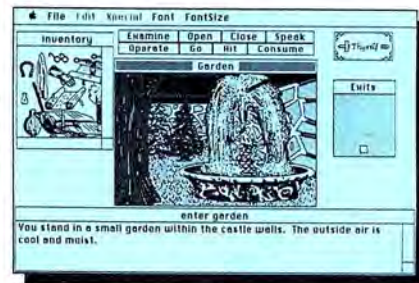 File Edit Special Font FontSize
Inventory
Examine Open Close Speak
Operate Go Hit Consume
Garden
Exits
enter garden
You stand in a small garden within the castle walls. The outside air is
cool and moist.